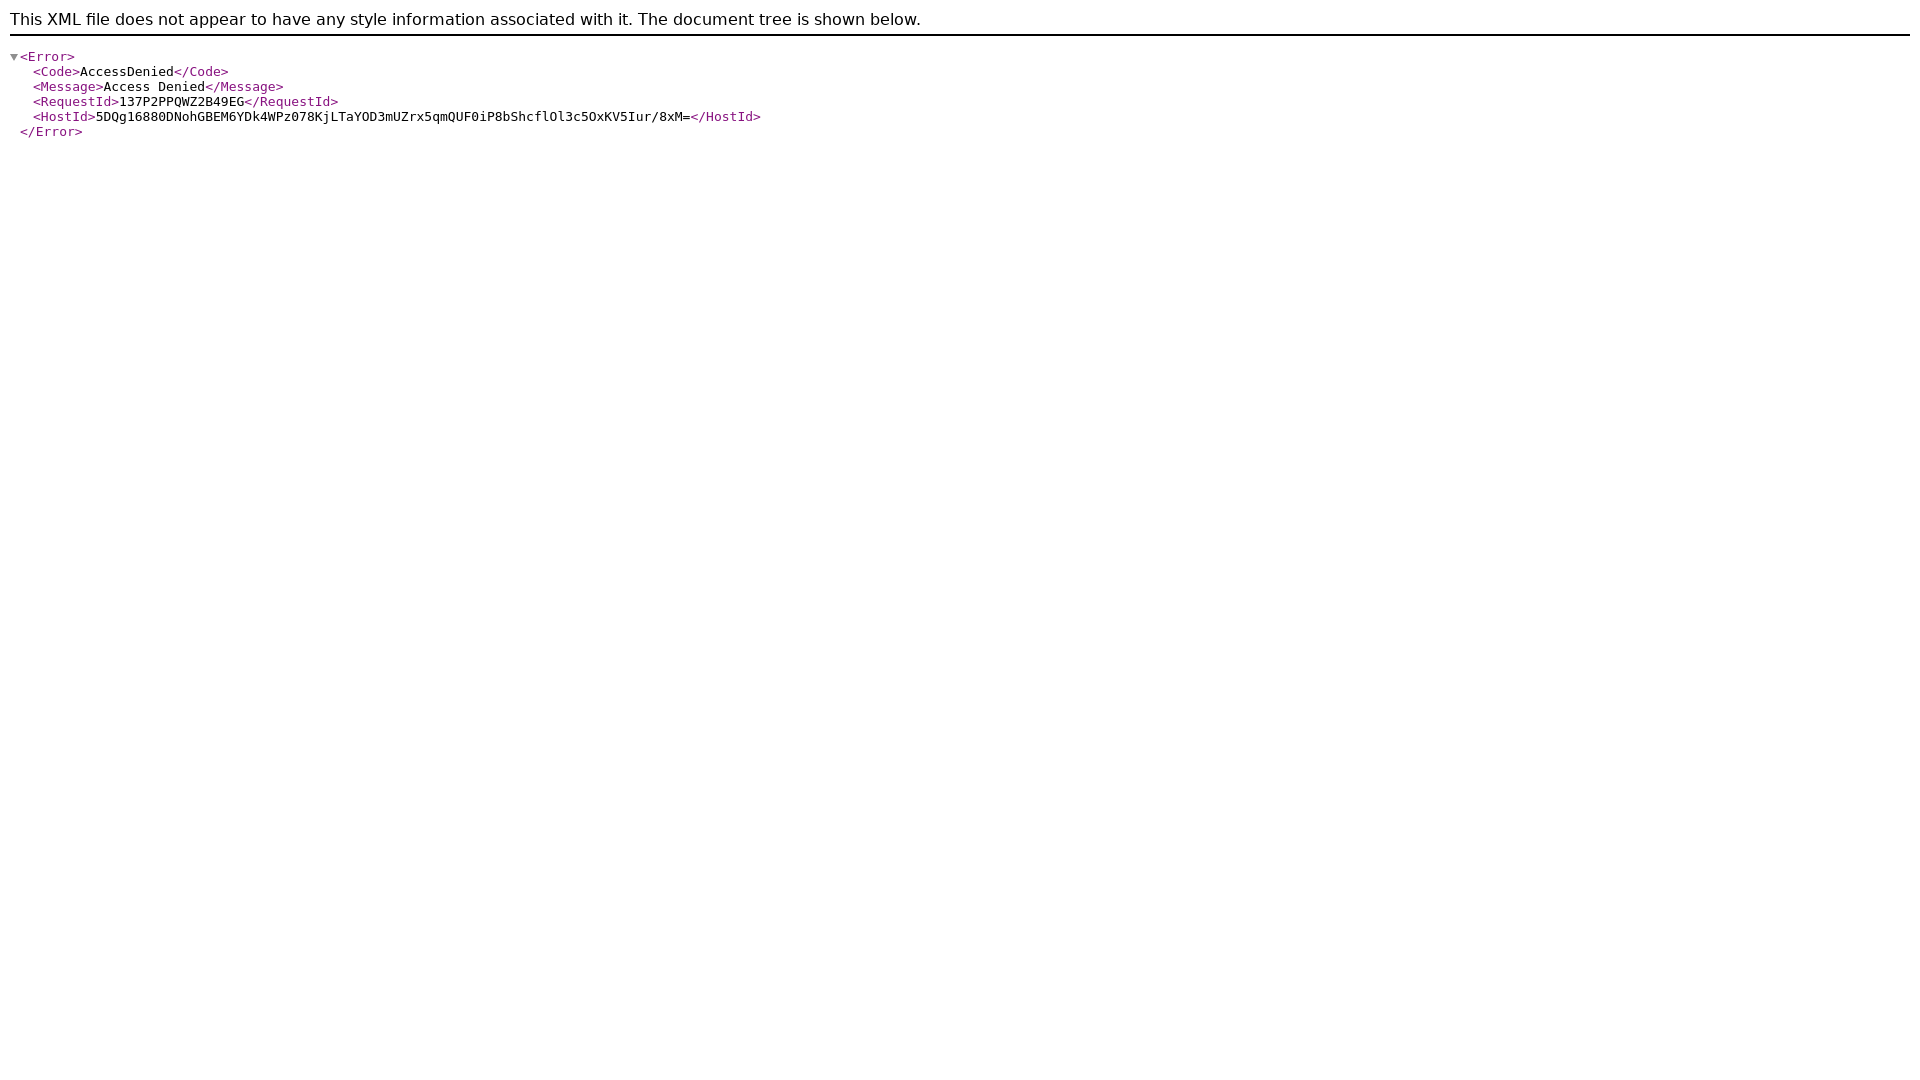 This XML file does not appear to have any style information associated with it. The document tree is shown below.
<Error>
<Code>AccessDenied</Code>
<Message>Access Denied</Message>
<RequestId>137P2PPQWZ2B49EG</RequestId>
<HostId>5DQg16880DNohGBEM6YDk4WPz078KjLTaYOD3mUZrx5qmQUF0iP8bShcflOl3c5OxKV5Iur/8xM=</HostId>
</Error>